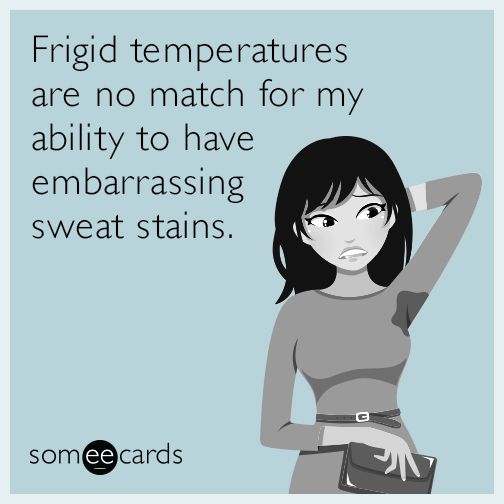 Frigid temperatures
are no match for my
ability to have
embarrassing
sweat stains.
someecards